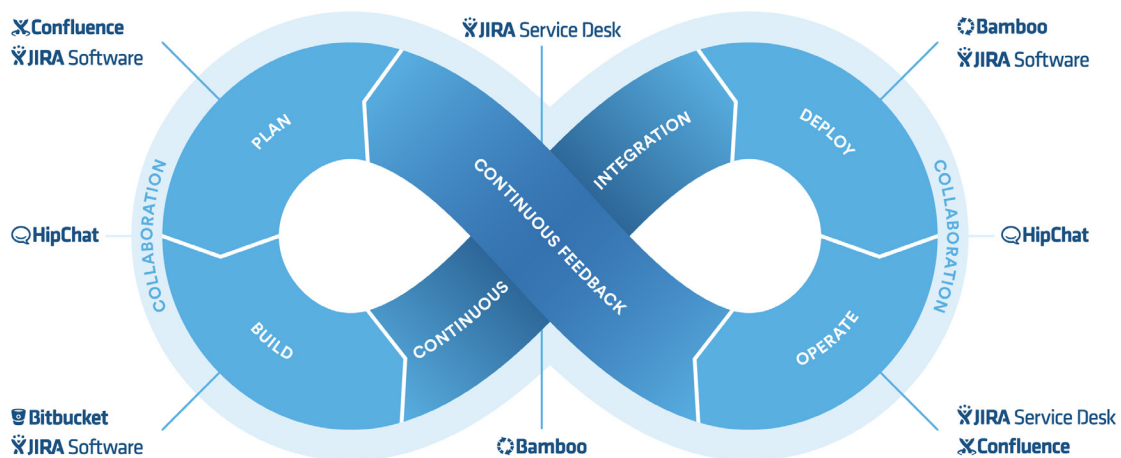 Confluence
JIRA Software
JIRA Service Desk
Bamboo
JIRA Software
PLAN
INTEGRATION
DEPLOY
COLLABORATION
CONTINUOUS FEEDBACK
COLLABORATION
HipChat
HipChat
BUILD
CONTINUOUS
OPERATE
Bitbucket
JIRA Software
Bamboo
JIRA Service Desk
Confluence